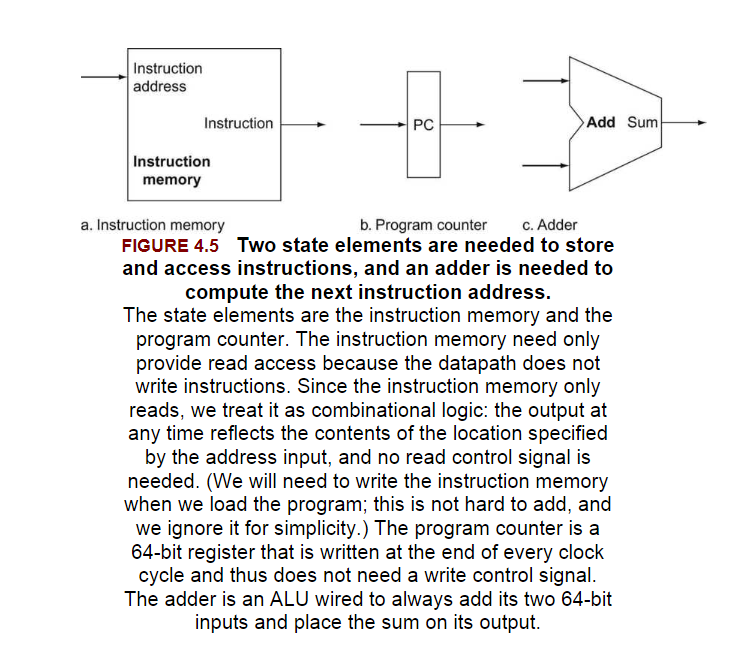 Instruction
address
Instruction
Instruction
memory
PC
Add Sum
a. Instruction memory
b. Program counter
c. Adder
FIGURE 4.5 Two state elements are needed to store
and access instructions, and an adder is needed to
compute the next instruction address.
The state elements are the instruction memory and the
program counter. The instruction memory need only
provide read access because the datapath does not
write instructions. Since the instruction memory only
reads, we treat it as combinational logic: the output at
any time reflects the contents of the location specified
by the address input, and no read control signal is
needed. (We will need to write the instruction memory
when we load the program; this is not hard to add, and
we ignore it for simplicity.) The program counter is a
64-bit register that is written at the end of every clock
cycle and thus does not need a write control signal.
The adder is an ALU wired to always add its two 64-bit
inputs and place the sum on its output.